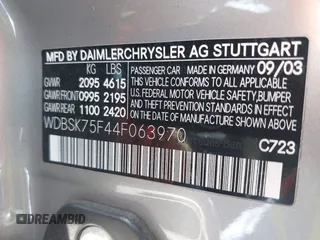 MFD BY DAIMLERCHRYSLER AG STUTTGART
KG LBS PASSENGER CAR MADE IN GERMANY 09/03
GVWR 2095 4615 THIS VEHICLE CONFORMS TO ALL APPLICABLE
GAWR FRONT 0995 2195 U.S. FEDERAL MOTOR VEHICLE SAFETY, BUMPER
GAWR REAR 1100 2420 AND THEFT PREVENTION STANDARDS IN EFFECT
ON THE DATE OF MANUFACTURE SHOWN ABOVE
WDBSK75F44F063970
C723
DREAMBID